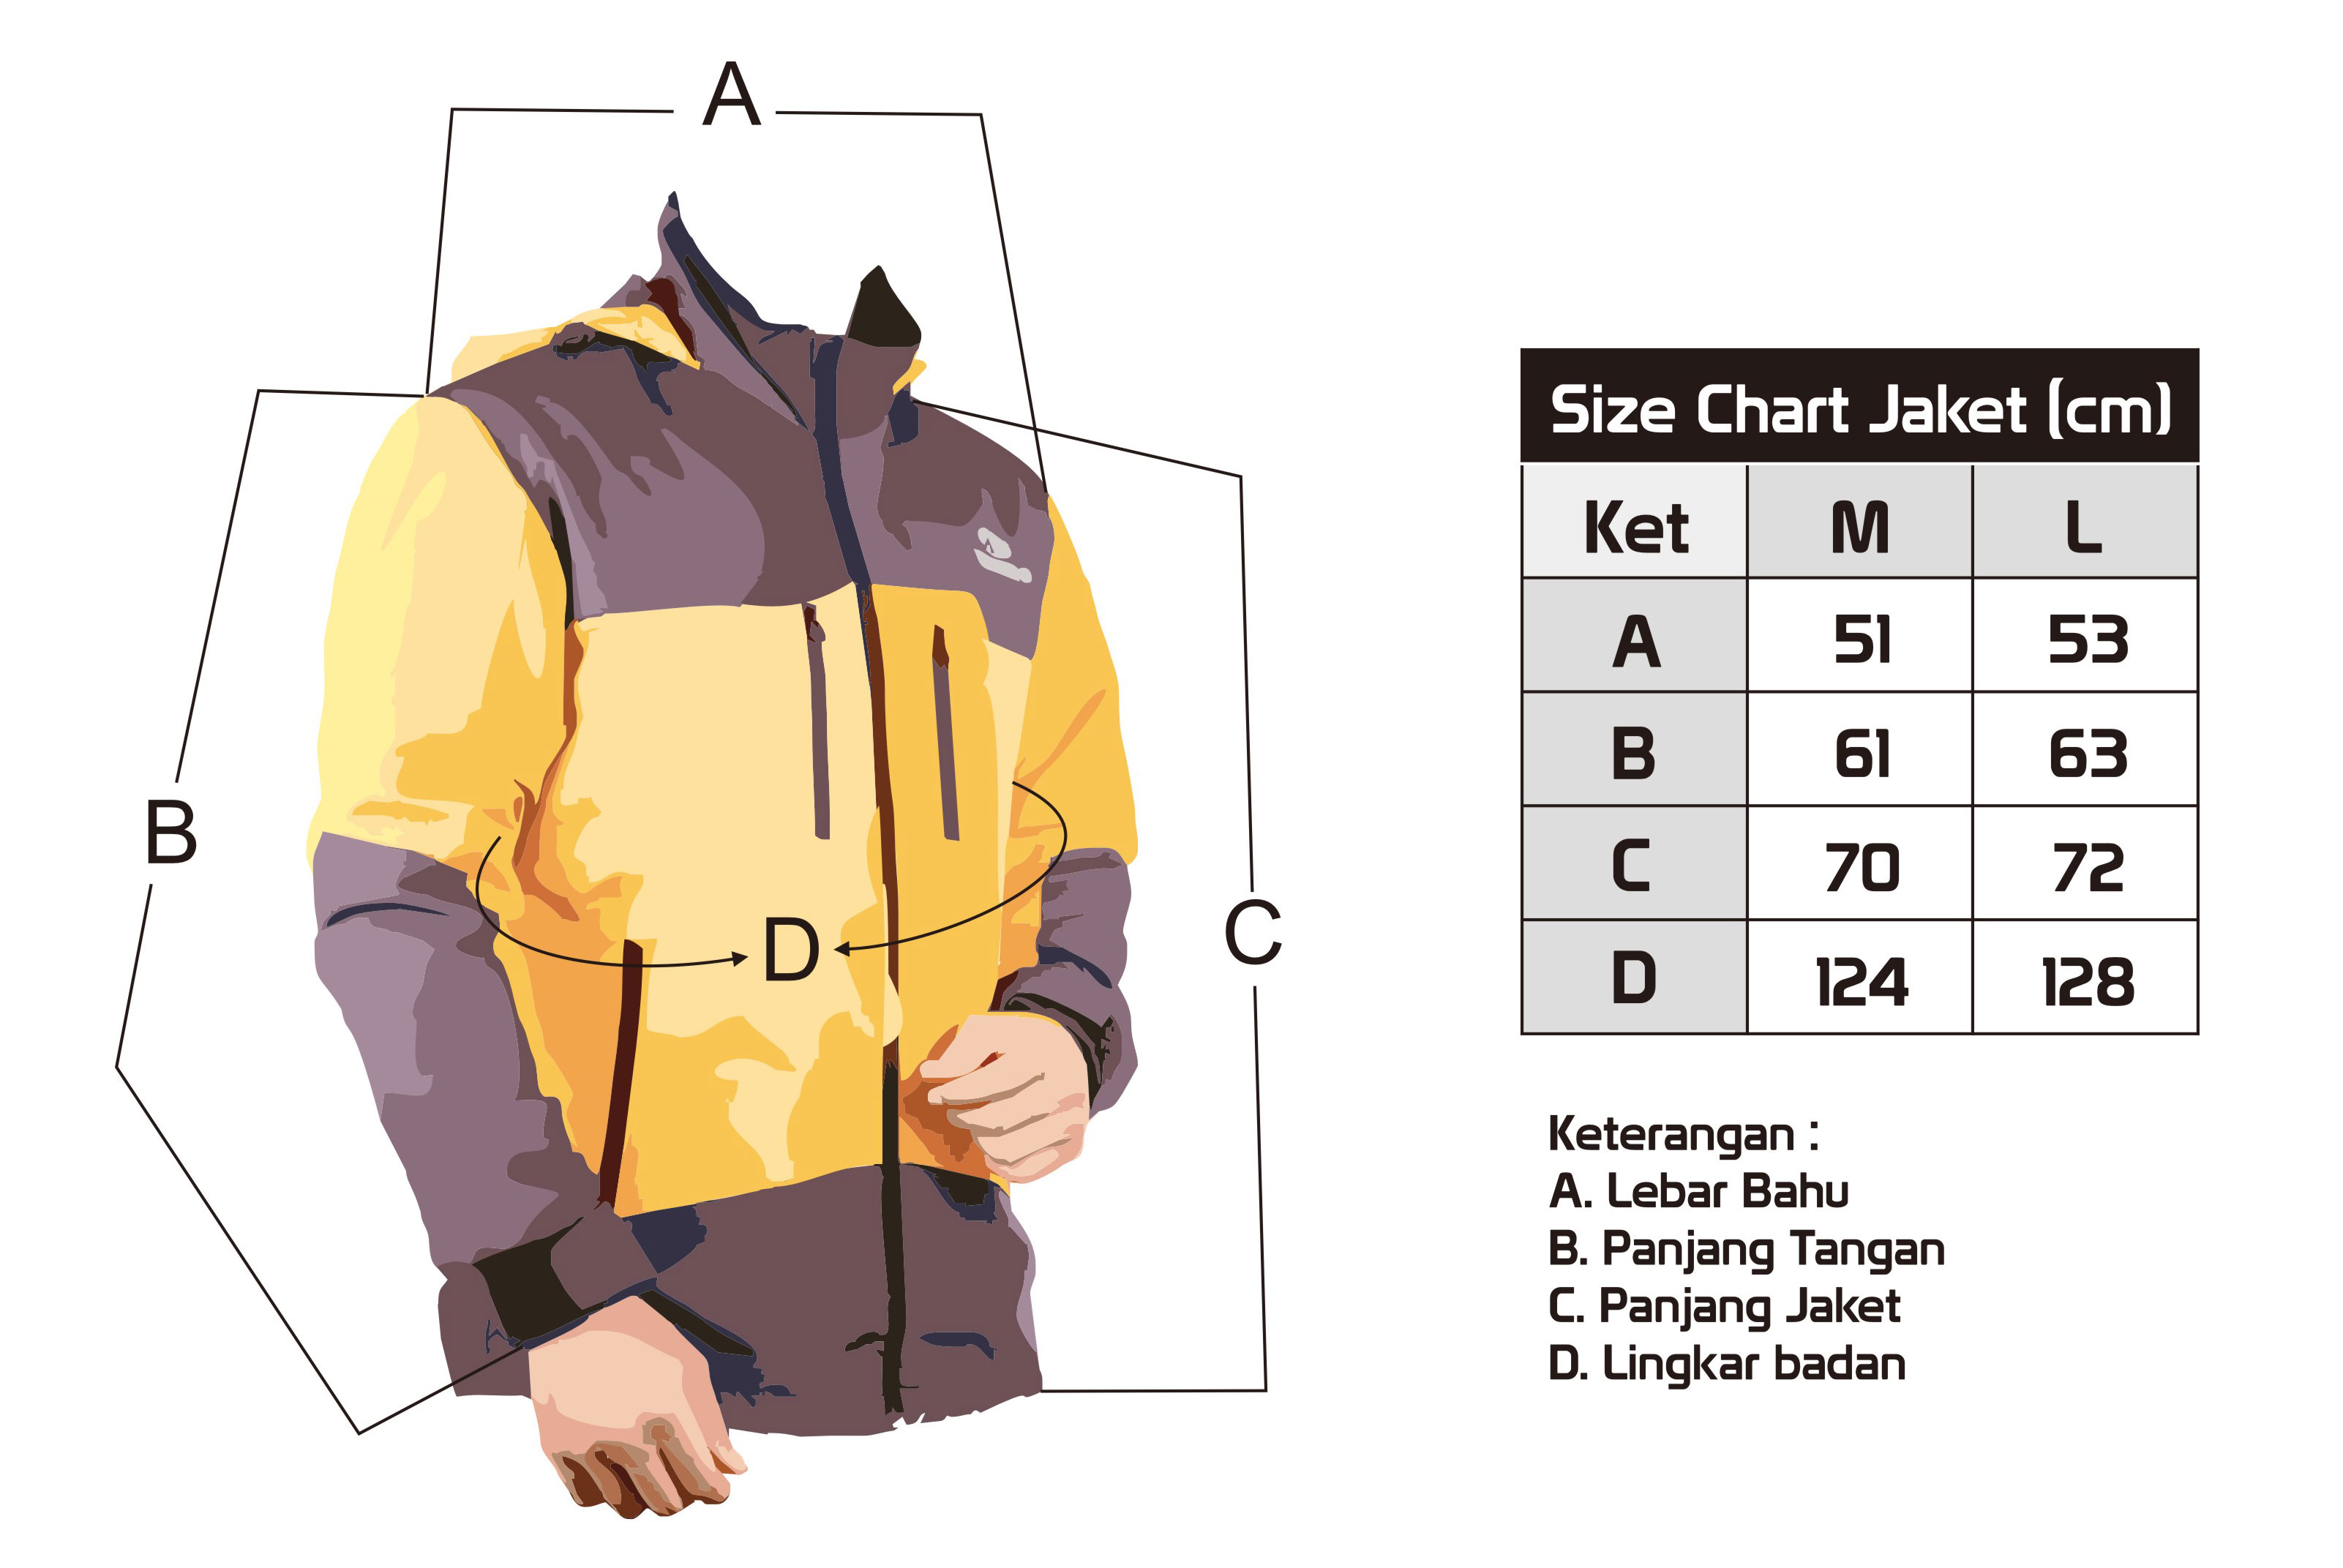 A
B
C
D
Size Chart Jaket (cm)
Ket M L
A 51 53
B 61 63
C 70 72
D 124 128
Keterangan :
A. Lebar Bahu
B. Panjang Tangan
C. Panjang Jaket
D. Lingkar badan